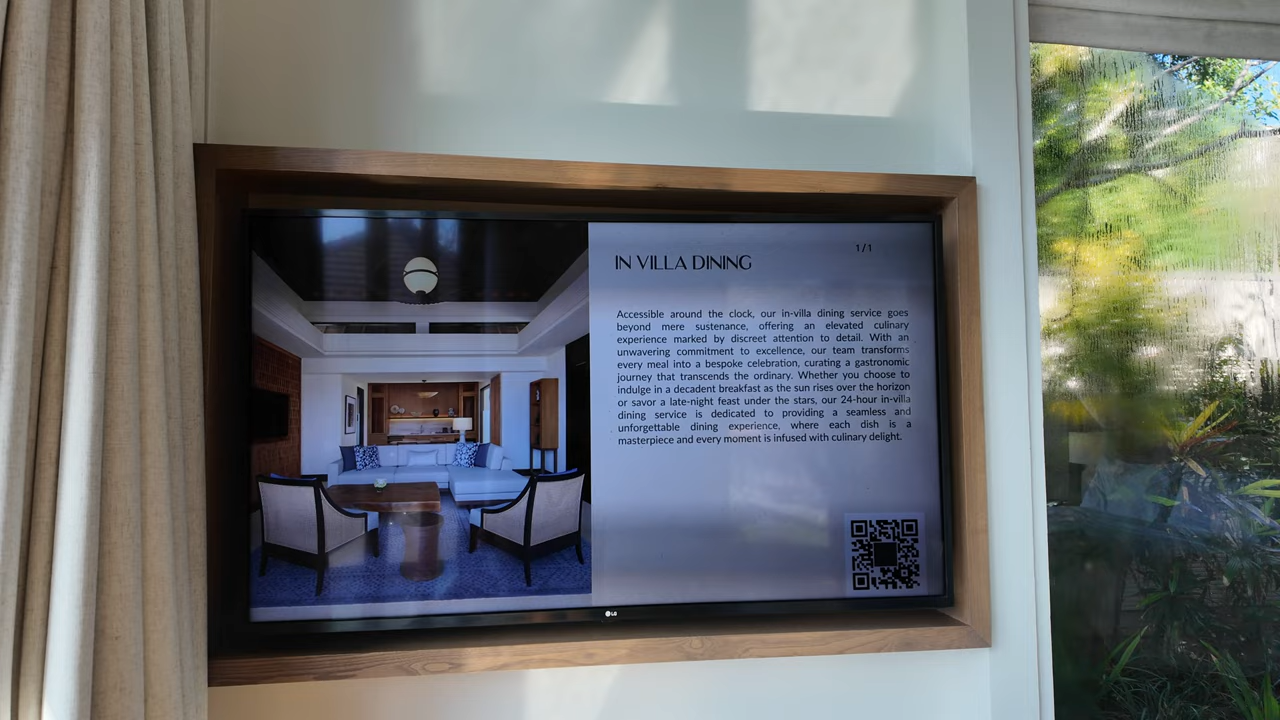 1/1
IN VILLA DINING
Accessible around the clock, our in-villa dining service goes
beyond mere sustenance, offering an elevated culinary
experience marked by discreet attention to detail. With an
unwavering commitment to excellence, our team transforms
every meal into a bespoke celebration, curating a gastronomic
journey that transcends the ordinary. Whether you choose to
indulge in a decadent breakfast as the sun rises over the horizon
or savor a late-night feast under the stars, our 24-hour in-villa
dining service is dedicated to providing a seamless and
unforgettable dining experience, where each dish is a
masterpiece and every moment is infused with culinary delight.
LG